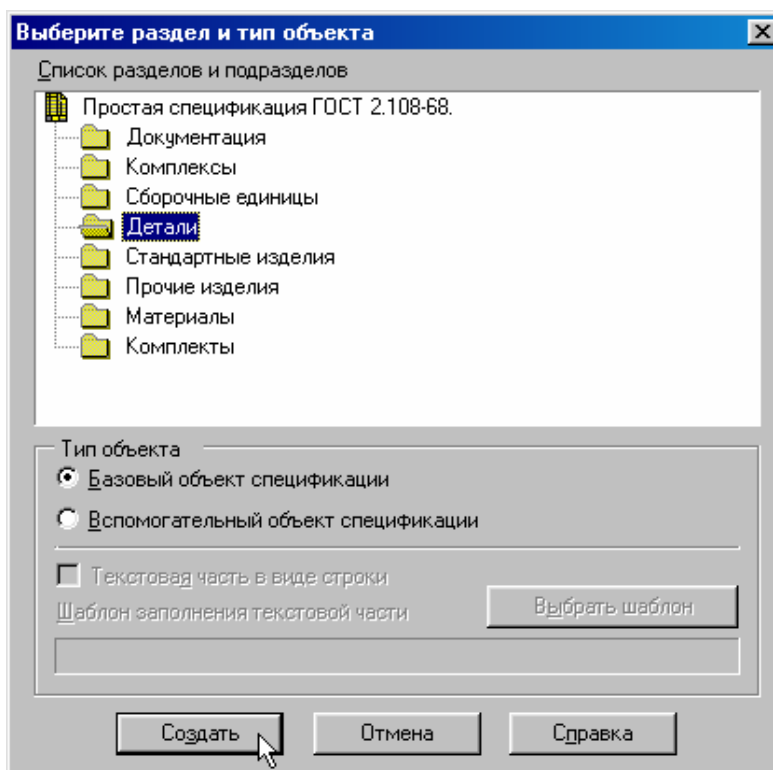 Выберите раздел и тип объекта
Список разделов и подразделов
Простая спецификация ГОСТ 2.108-68.
Документация
Комплексы
Сборочные единицы
Детали
Стандартные изделия
Прочие изделия
Материалы
Комплекты
Тип объекта
Базовый объект спецификации
Вспомогательный объект спецификации
Текстовая часть в виде строки
Шаблон заполнения текстовой части
Выбрать шаблон
Создать Отмена Справка